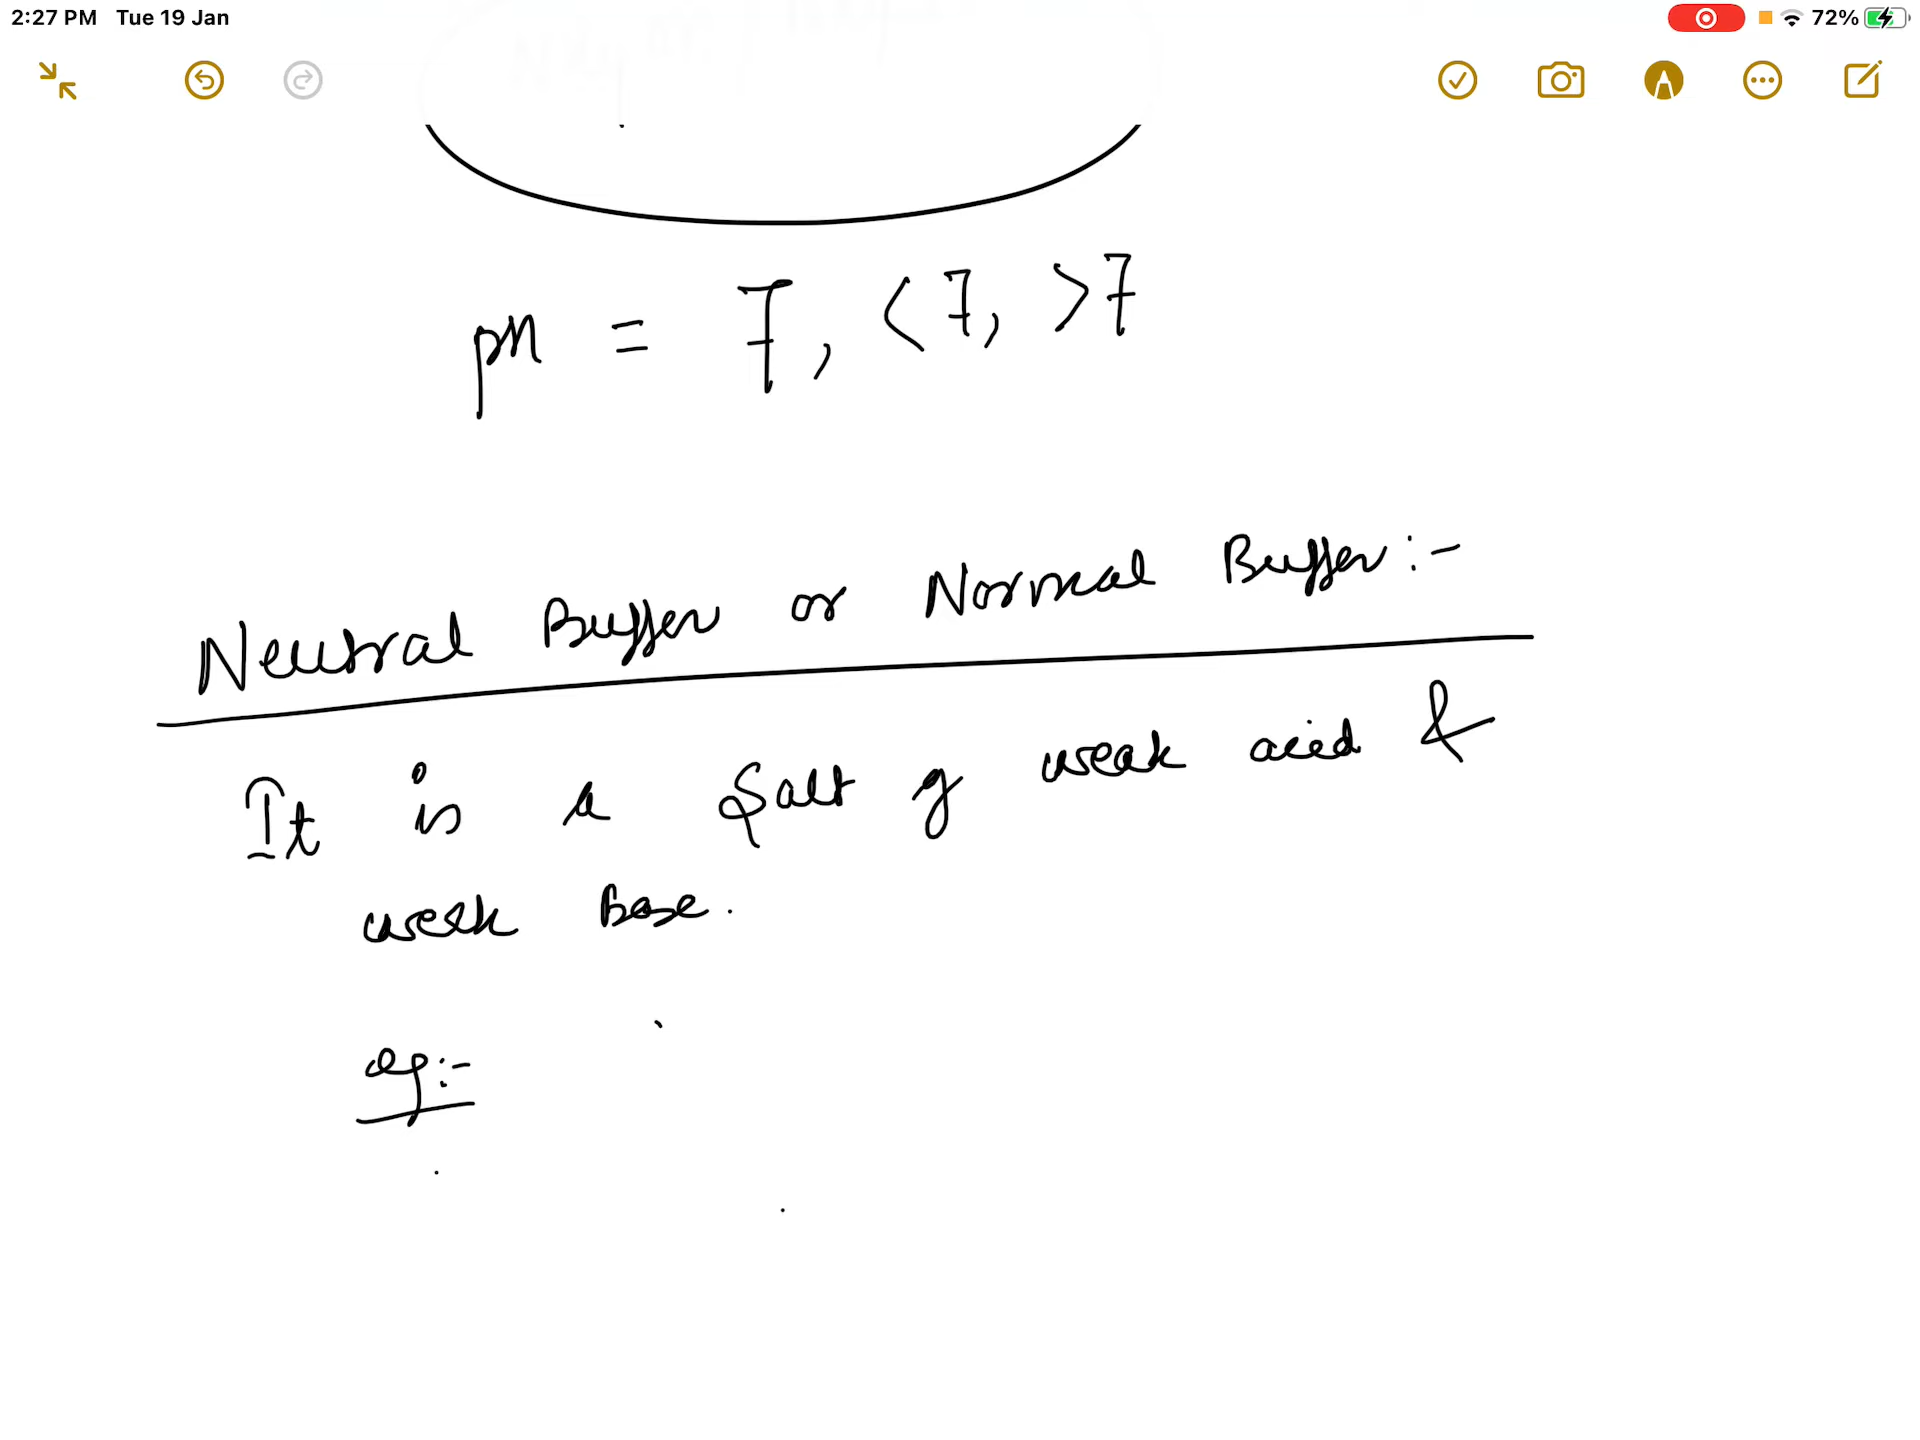 2:27 PM Tue 19 Jan 72%
pH = 7, <7, >7
Neutral Buffer or Normal Buffer:-
It is a Salt of weak acid &
weak Base.
eg:-